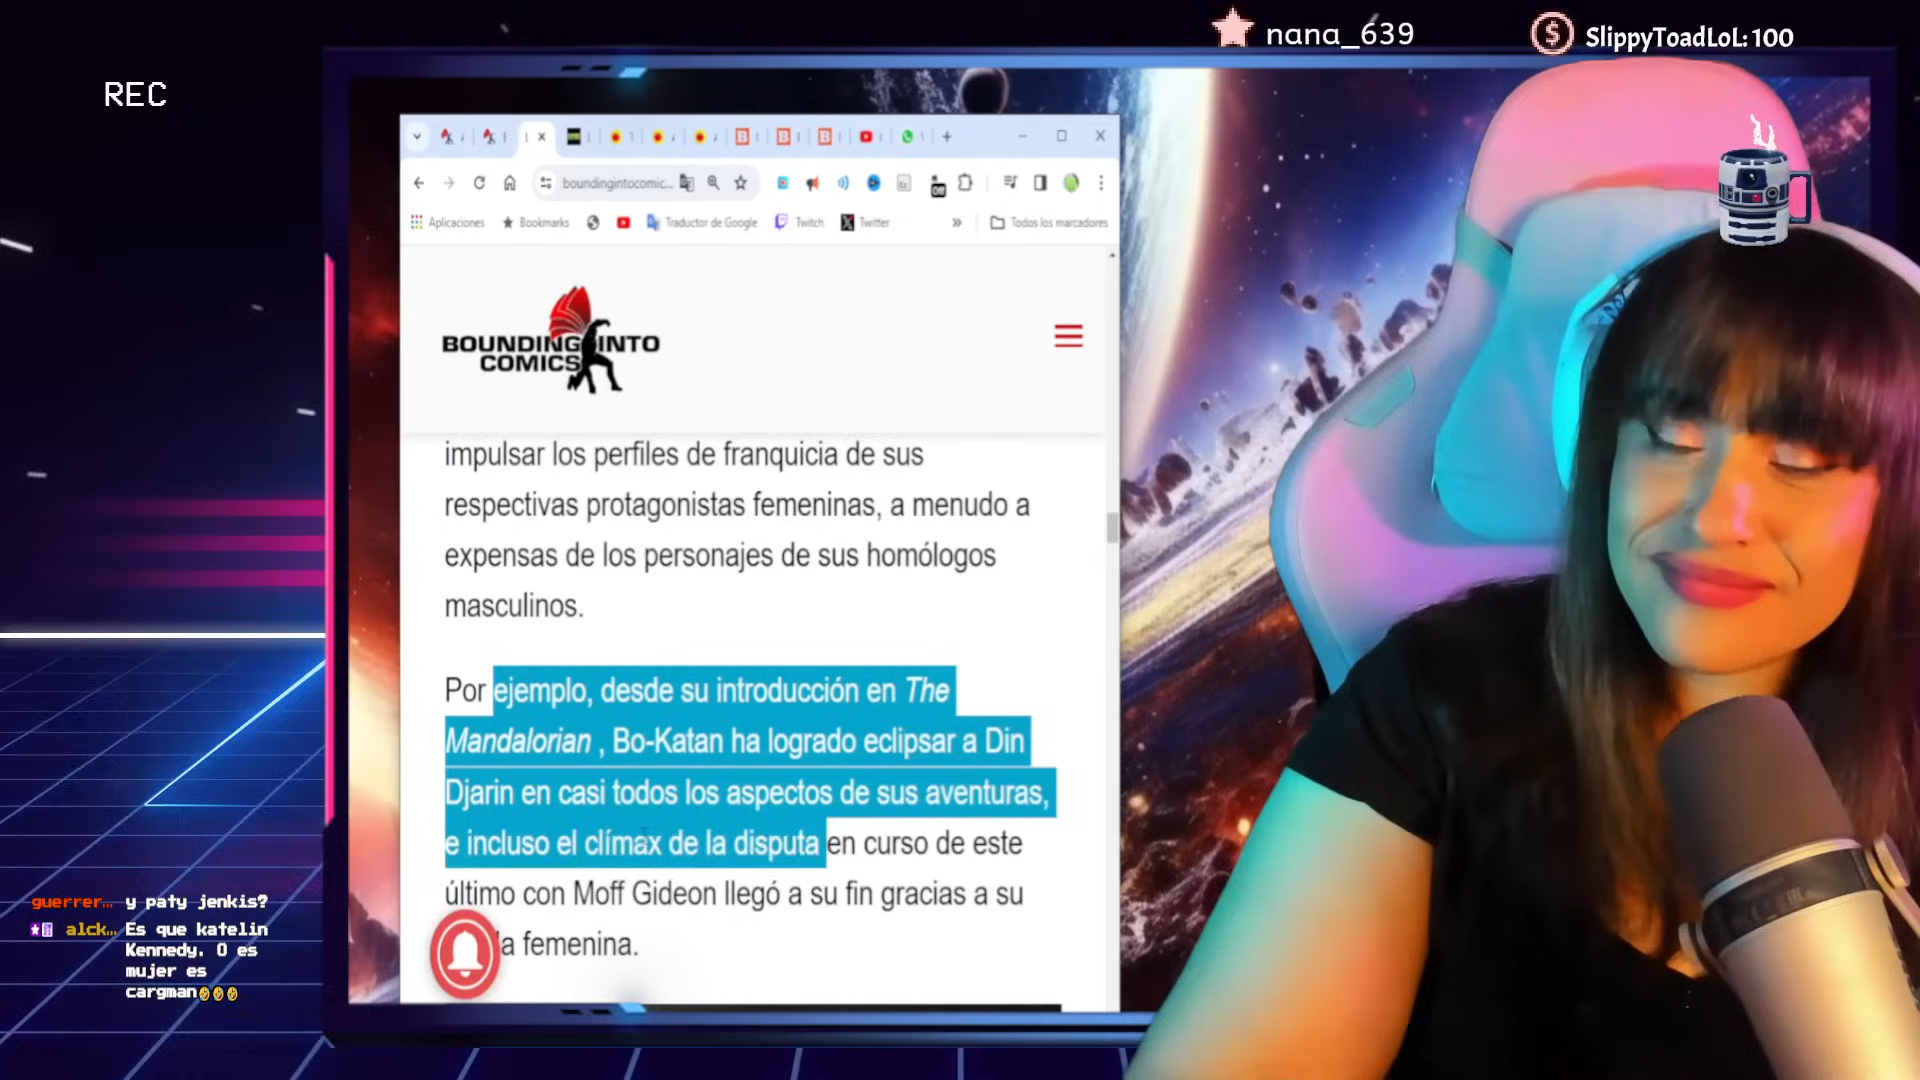 REC
nana_639
SlippyToadLoL: 100
boundingintocomic...
Aplicaciones
Bookmarks
Traductor de Google
Twitch
Twitter
»
Todos los marcadores
BOUNDING INTO
COMICS
impulsar los perfiles de franquicia de sus
respectivas protagonistas femeninas, a menudo a
expensas de los personajes de sus homólogos
masculinos.
Por ejemplo, desde su introducción en The
Mandalorian , Bo-Katan ha logrado eclipsar a Din
Djarin en casi todos los aspectos de sus aventuras,
e incluso el clímax de la disputa en curso de este
último con Moff Gideon llegó a su fin gracias a su
a femenina.
guerrer... y paty jenkis?
alck... Es que katelin
Kennedy. O es
mujer es
cargman